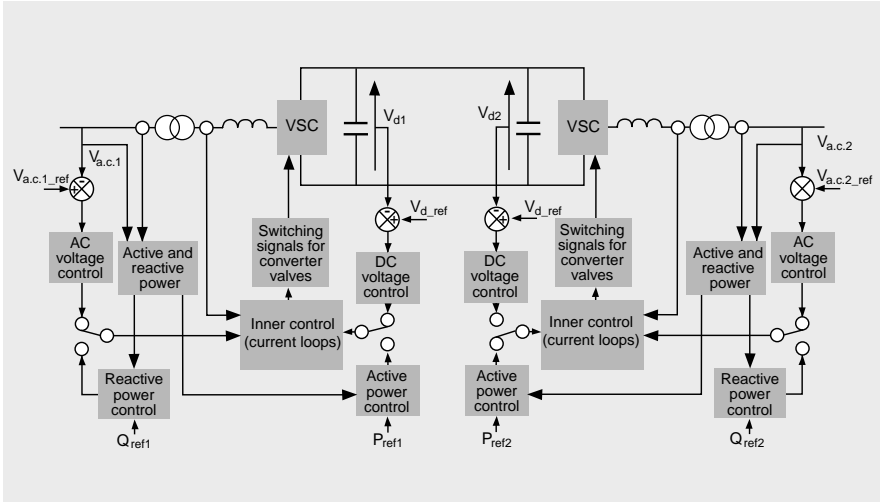 VSC
V_d1
V_d2
VSC
V_a.c.1
V_a.c.2
V_a.c.1_ref
V_a.c.2_ref
+
-
V_d_ref
-
+
V_d_ref
-
+
AC
voltage
control
Active and
reactive
power
Switching
signals for
converter
valves
DC
voltage
control
DC
voltage
control
Switching
signals for
converter
valves
Active and
reactive
power
AC
voltage
control
Inner control
(current loops)
Inner control
(current loops)
Reactive
power
control
Active
power
control
Active
power
control
Reactive
power
control
Q_ref1
P_ref1
P_ref2
Q_ref2